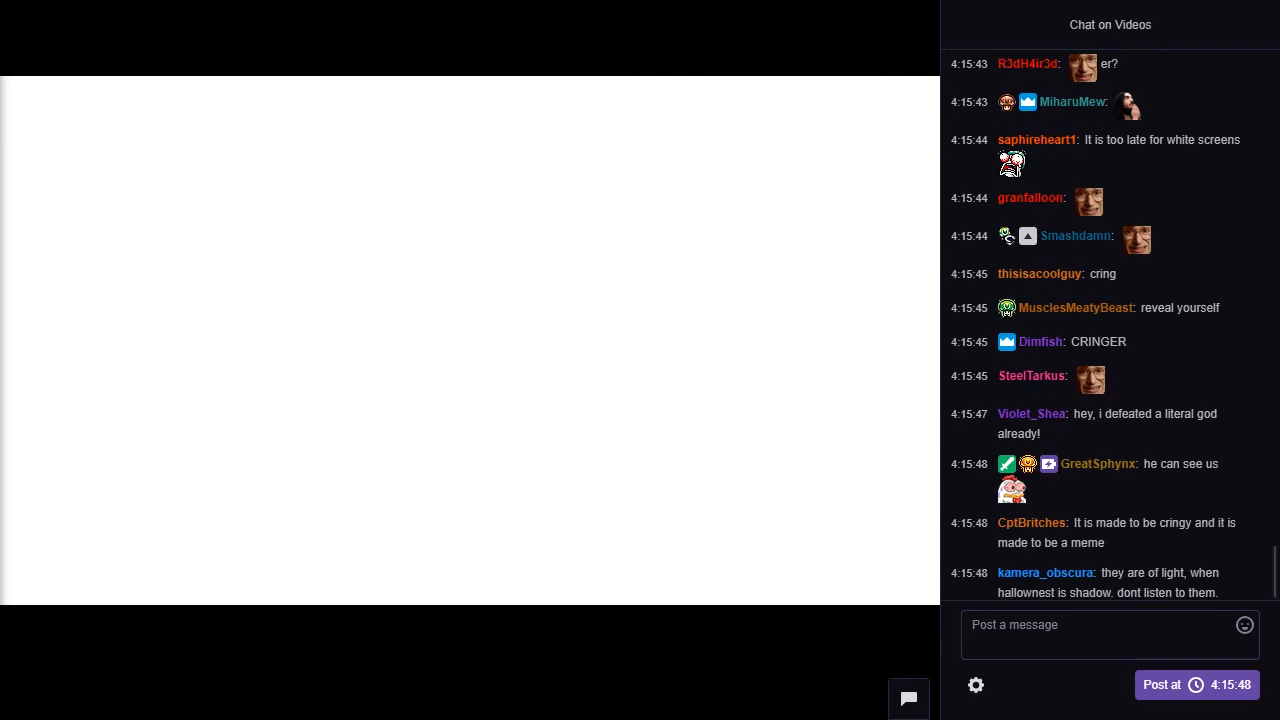 Chat on Videos
4:15:43 R3dH4ir3d: er?
4:15:43 MiharuMew:
4:15:44 saphireheart1: It is too late for white screens
4:15:44 granfalloon:
4:15:44 Smashdamn:
4:15:45 thisisacoolguy: cring
4:15:45 MusclesMeatyBeast: reveal yourself
4:15:45 Dimfish: CRINGER
4:15:45 SteelTarkus:
4:15:47 Violet_Shea: hey, i defeated a literal god
already!
4:15:48 GreatSphynx: he can see us
4:15:48 CptBritches: It is made to be cringy and it is
made to be a meme
4:15:48 kamera_obscura: they are of light, when
hallownest is shadow. dont listen to them.
Post a message
Post at 4:15:48